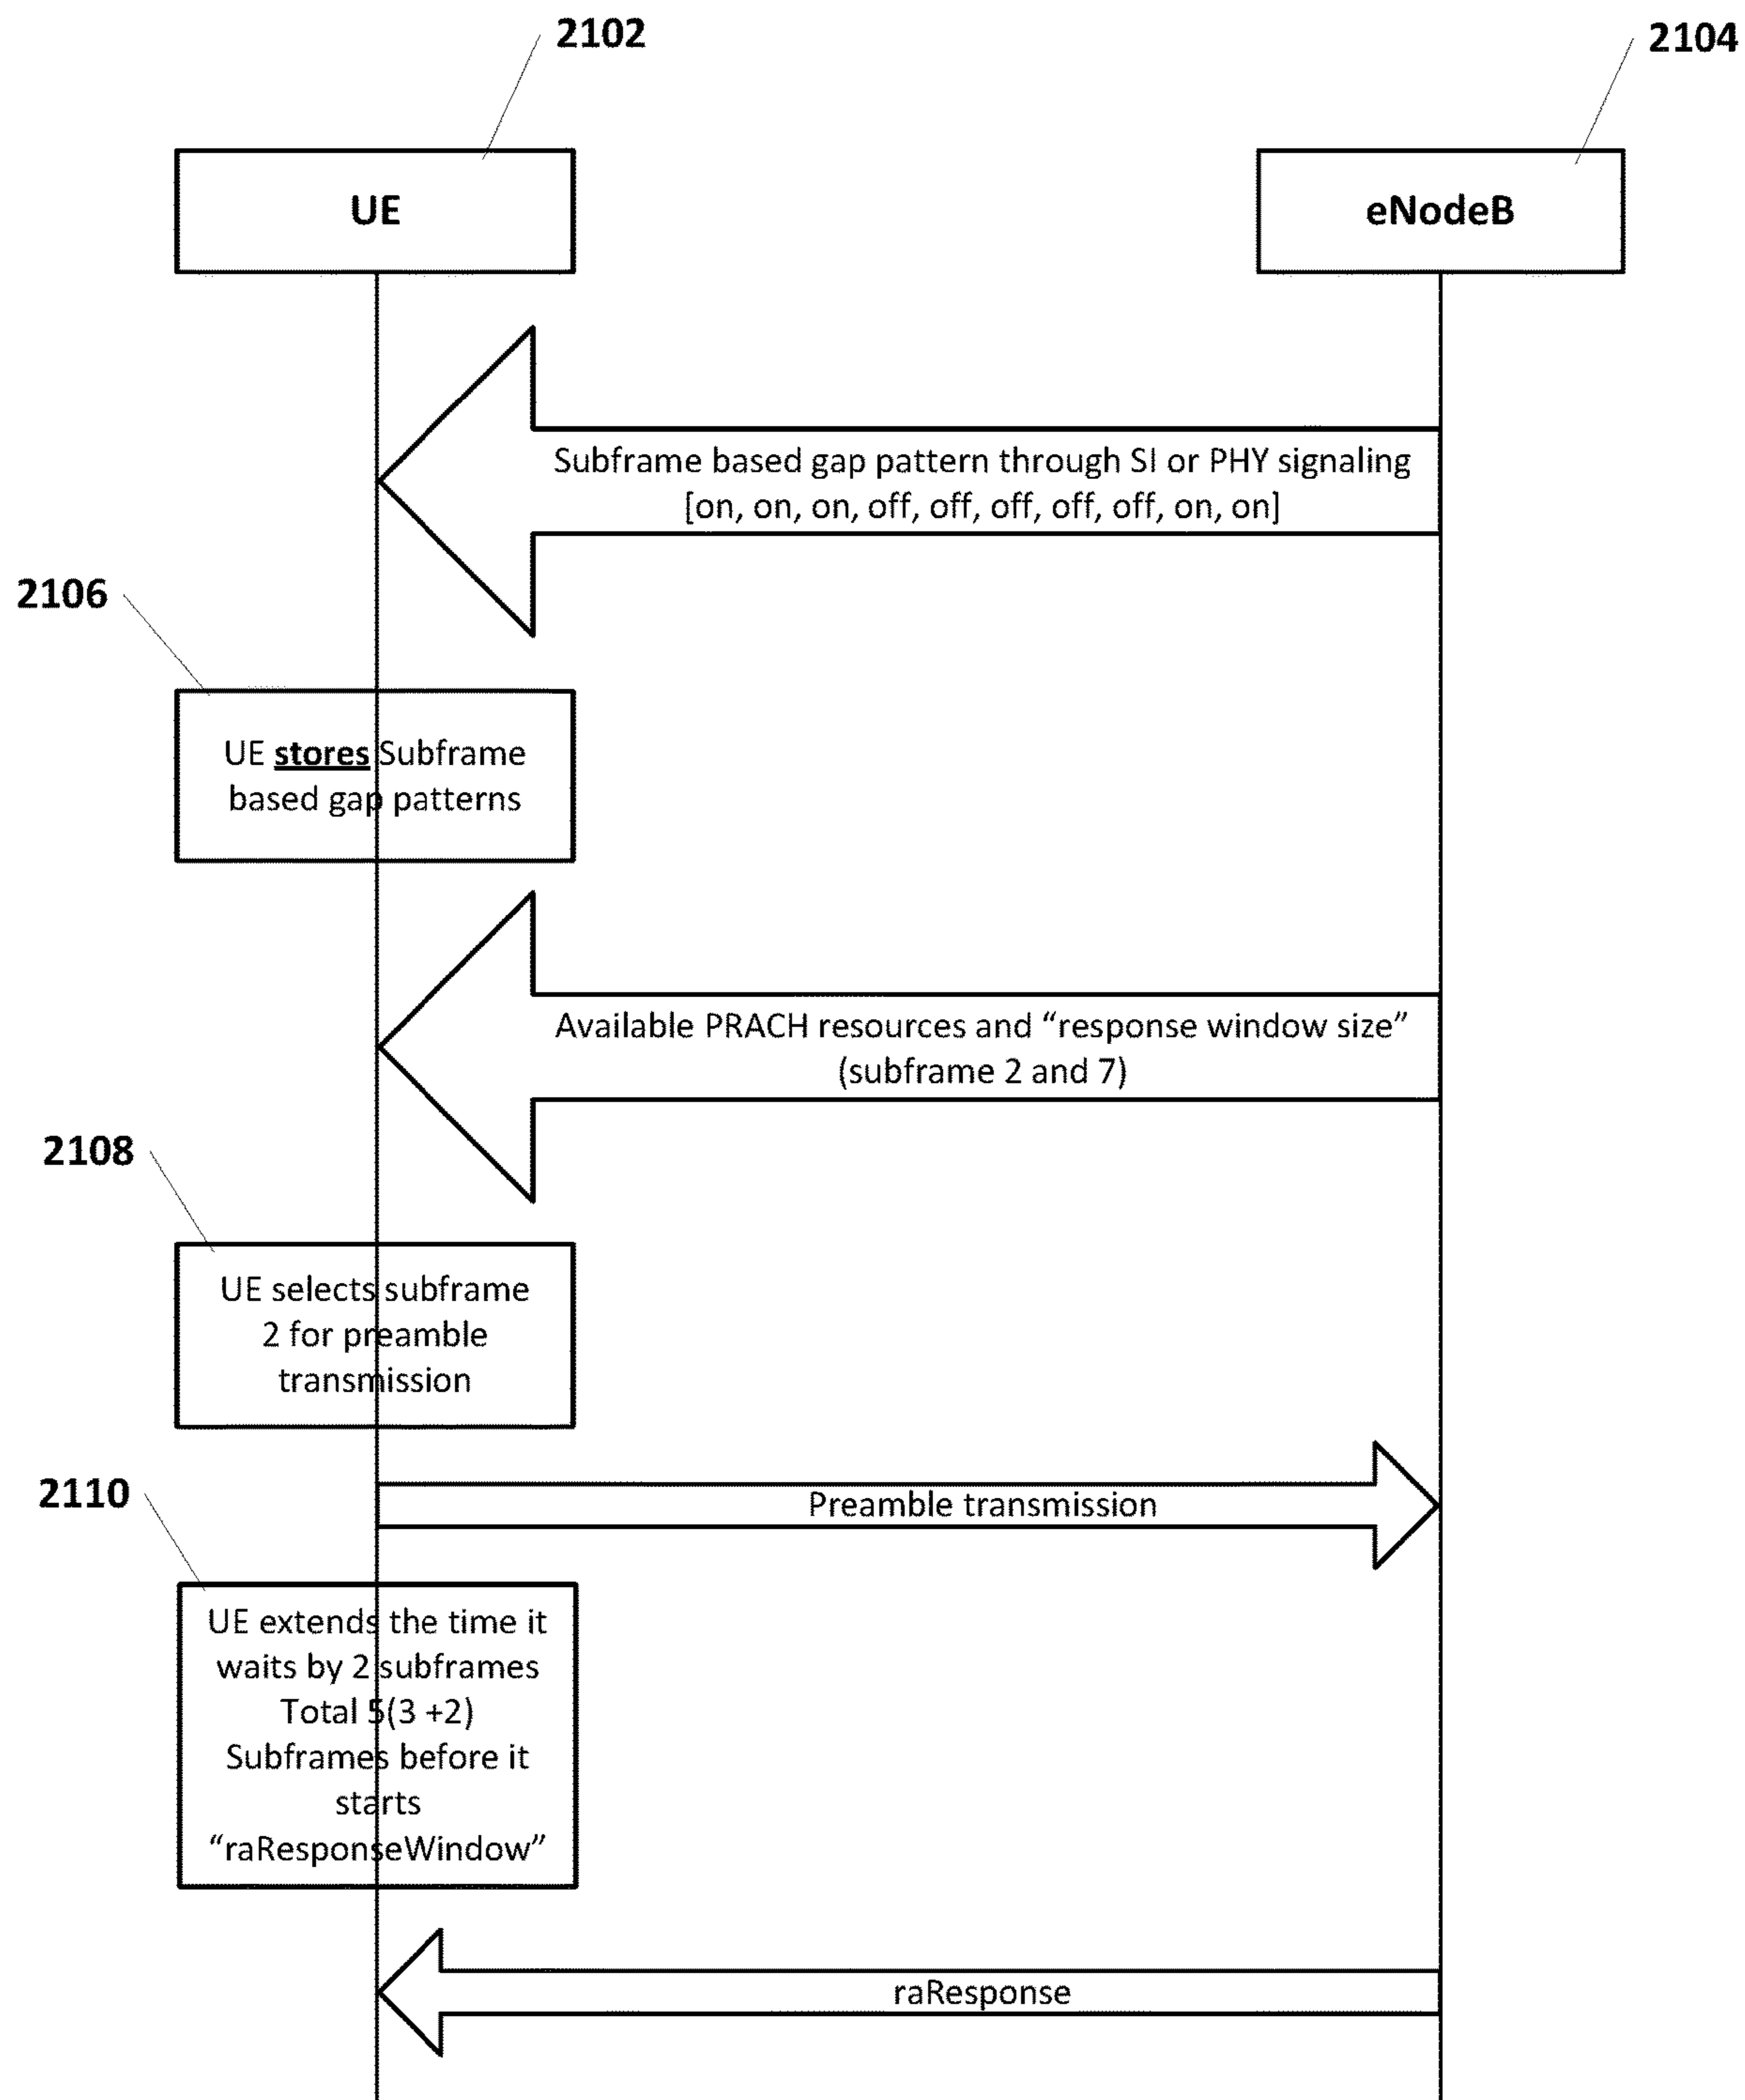 2102
2104
UE
eNodeB
Subframe based gap pattern through SI or PHY signaling
[on, on, on, off, off, off, off, off, on, on]
2106
UE stores Subframe
based gap patterns
Available PRACH resources and “response window size”
(subframe 2 and 7)
2108
UE selects subframe
2 for preamble
transmission
Preamble transmission
2110
UE extends the time it
waits by 2 subframes
Total 5(3 +2)
Subframes before it
starts
“raResponseWindow”
raResponse